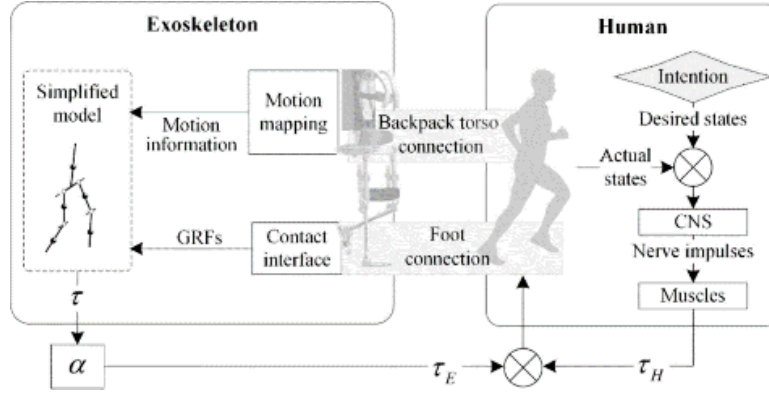 Exoskeleton
Simplified
model
Motion
information
Motion
mapping
GRFs
Contact
interface
Backpack torso
connection
Foot
connection
Human
Intention
Desired states
Actual
states
CNS
Nerve impulses
Muscles
τ
α
τ_E
τ_H